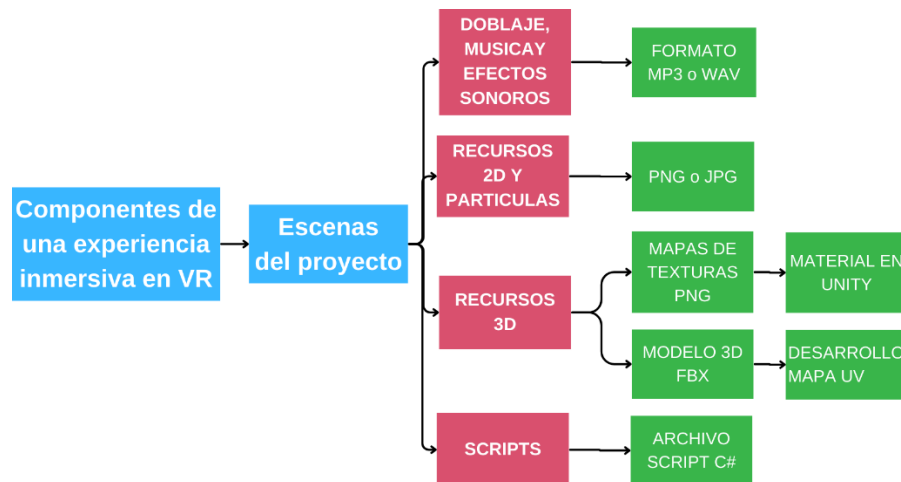 Componentes de
una experiencia
inmersiva en VR
Escenas
del proyecto
DOBLAJE,
MUSICAY
EFECTOS
SONOROS
FORMATO
MP3 o WAV
RECURSOS
2D Y
PARTICULAS
PNG o JPG
RECURSOS
3D
MAPAS DE
TEXTURAS
PNG
MATERIAL EN
UNITY
MODELO 3D
FBX
DESARROLLO
MAPA UV
SCRIPTS
ARCHIVO
SCRIPT C#